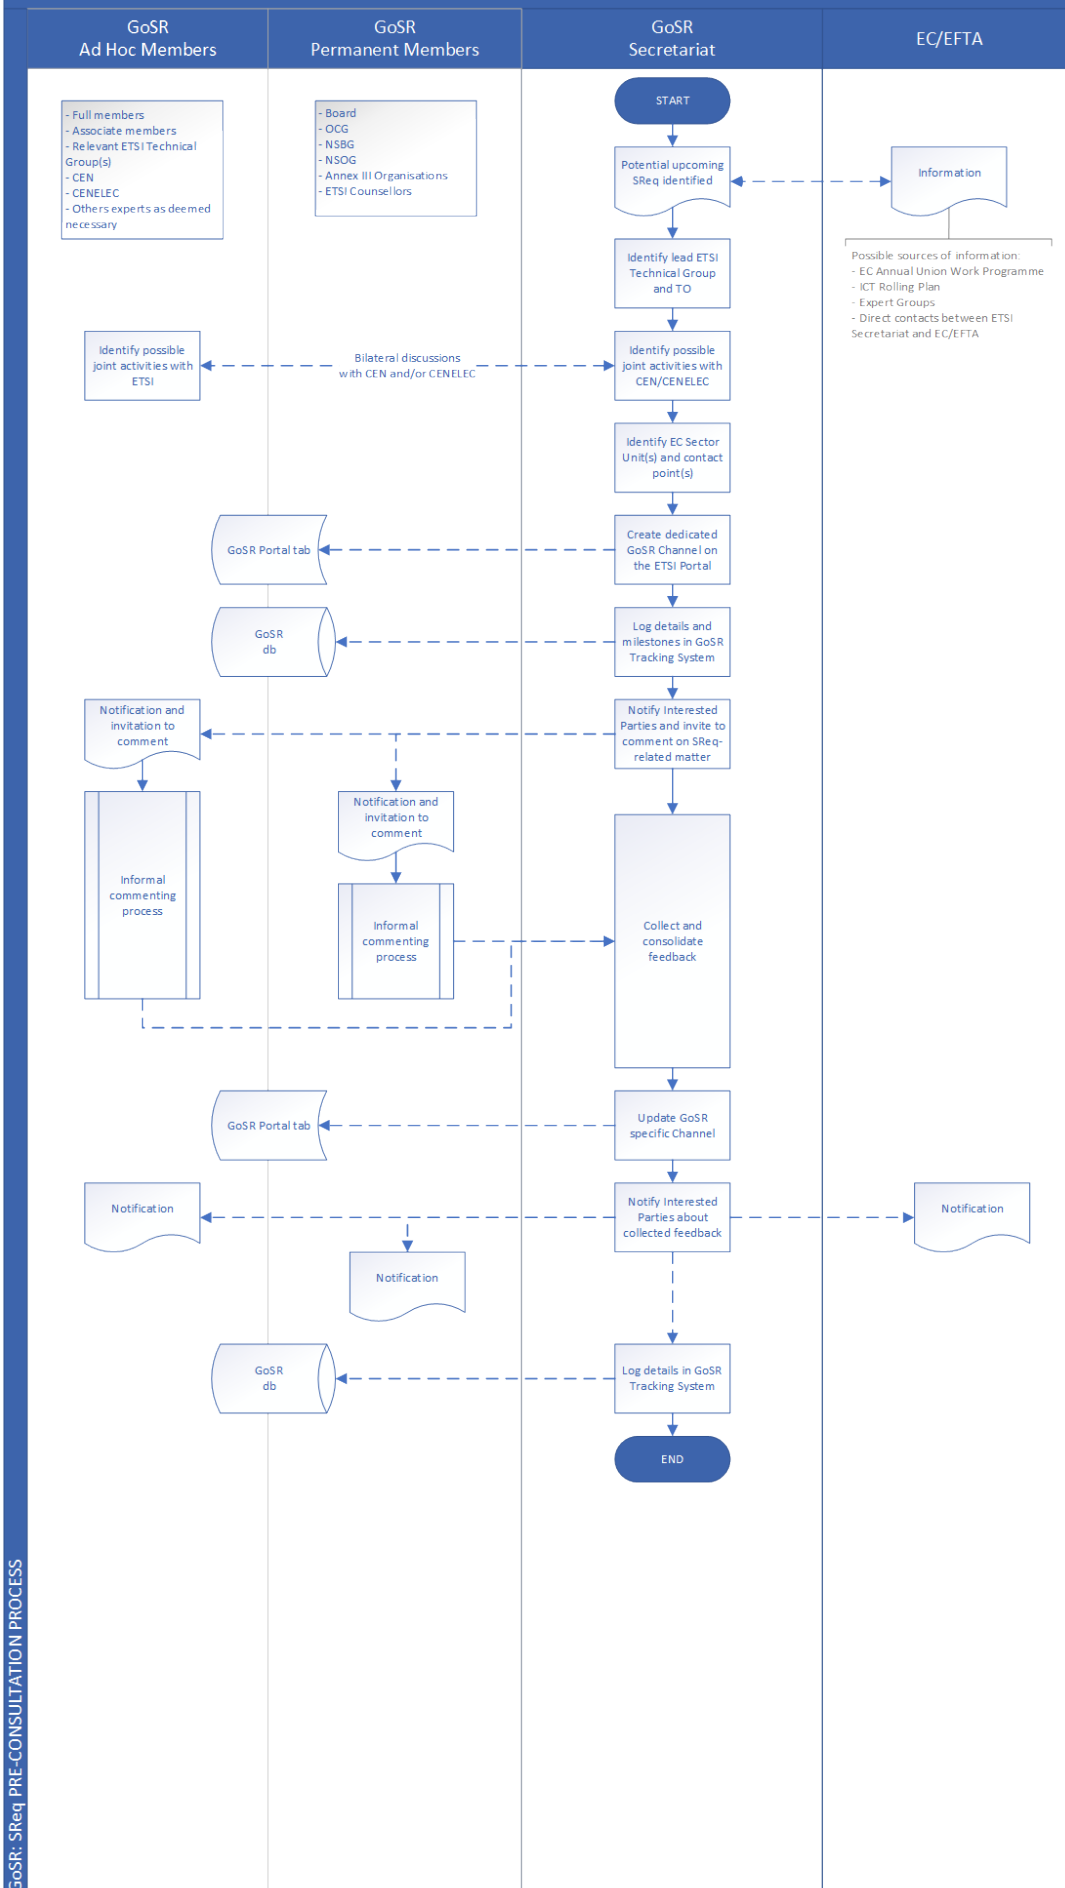 GoSR
Ad Hoc Members
GoSR
Permanent Members
GoSR
Secretariat
EC/EFTA
- Full members
- Associate members
- Relevant ETSI Technical
Group(s)
- CEN
- CENELEC
- Others experts as deemed
necessary
- Board
- OCG
- NSBG
- NSOG
- Annex III Organisations
- ETSI Counsellors
START
Potential upcoming
SReq identified
Information
Possible sources of information:
- EC Annual Union Work Programme
- ICT Rolling Plan
- Expert Groups
- Direct contacts between ETSI
Secretariat and EC/EFTA
Identify lead ETSI
Technical Group
and TO
Identify possible
joint activities with
ETSI
Bilateral discussions
with CEN and/or CENELEC
Identify possible
joint activities with
CEN/CENELEC
Identify EC Sector
Unit(s) and contact
point(s)
GoSR Portal tab
Create dedicated
GoSR Channel on
the ETSI Portal
GoSR
db
Log details and
milestones in GoSR
Tracking System
Notification and
invitation to
comment
Notify Interested
Parties and invite to
comment on SReq-
related matter
Notification and
invitation to
comment
Informal
commenting
process
Informal
commenting
process
Collect and
consolidate
feedback
GoSR Portal tab
Update GoSR
specific Channel
Notification
Notify Interested
Parties about
collected feedback
Notification
Notification
GoSR
db
Log details in GoSR
Tracking System
END
GoSR: SReq PRE-CONSULTATION PROCESS